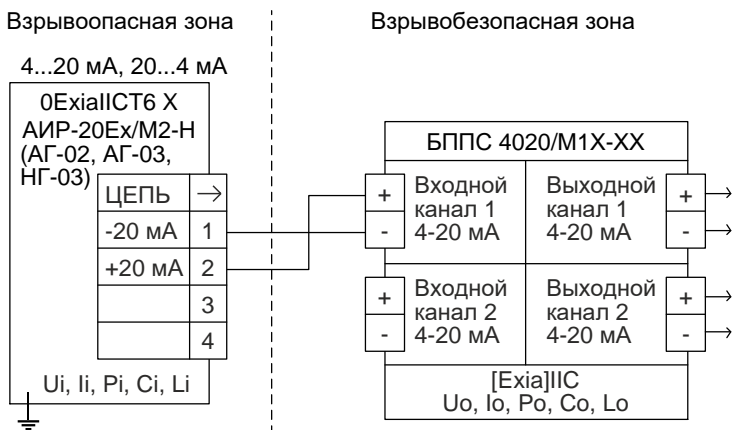 Взрывоопасная зона
Взрывобезопасная зона
4...20 мА, 20...4 мА
0ExiaIICT6 X
АИР-20Ex/М2-Н
(АГ-02, АГ-03,
НГ-03)
ЦЕПЬ →
-20 мА 1
+20 мА 2
3
4
Ui, Ii, Pi, Ci, Li
БППС 4020/М1Х-ХХ
+
-
Входной
канал 1
4-20 мА
Выходной
канал 1
4-20 мА
+
-
+
-
Входной
канал 2
4-20 мА
Выходной
канал 2
4-20 мА
+
-
[Exia]IIC
Uo, Io, Po, Co, Lo